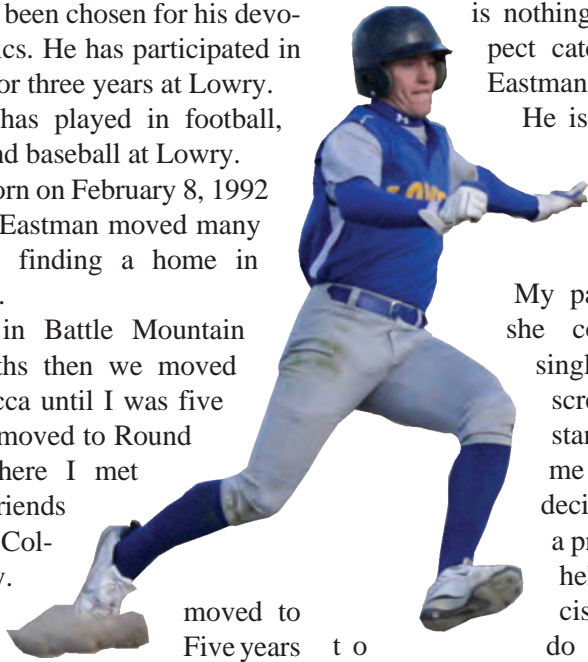 been chosen for his devo-
ics. He has participated in
or three years at Lowry.
has played in football,
nd baseball at Lowry.
orn on February 8, 1992
Eastman moved many
finding a home in
in Battle Mountain
ths then we moved
cca until I was five
moved to Round
here I met
riends
Col-
y.
moved to
Five years
is nothing
pect cat
Eastman
He is
My pa
she c
singl
scre
star
me
deci
a pr
hel
cis
t o do